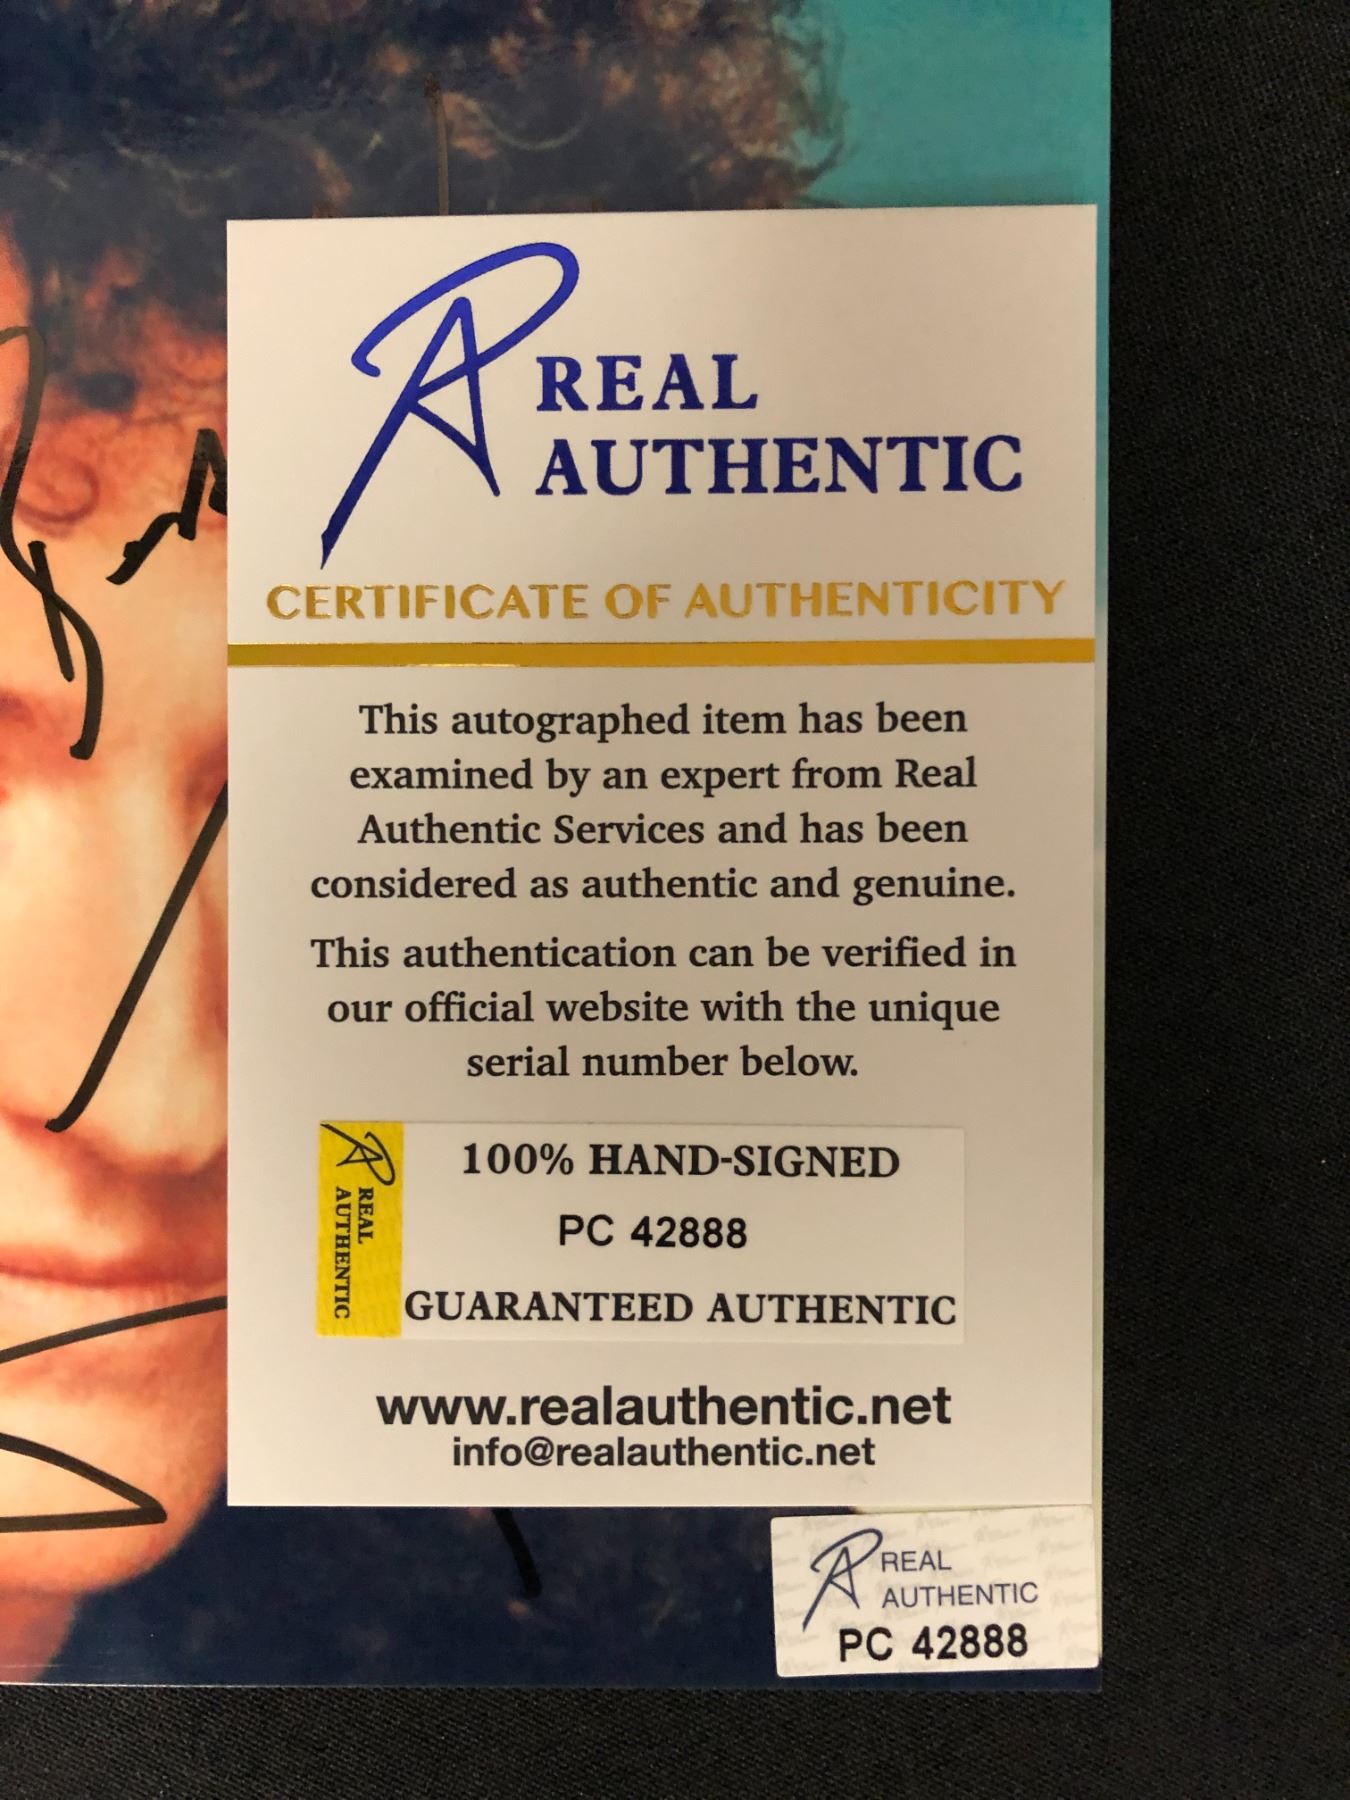 REAL
AUTHENTIC
CERTIFICATE OF AUTHENTICITY
This autographed item has been
examined by an expert from Real
Authentic Services and has been
considered as authentic and genuine.
This authentication can be verified in
our official website with the unique
serial number below.
REAL
AUTHENTIC
100% HAND-SIGNED
PC 42888
GUARANTEED AUTHENTIC
www.realauthentic.net
info@realauthentic.net
REAL
AUTHENTIC
PC 42888